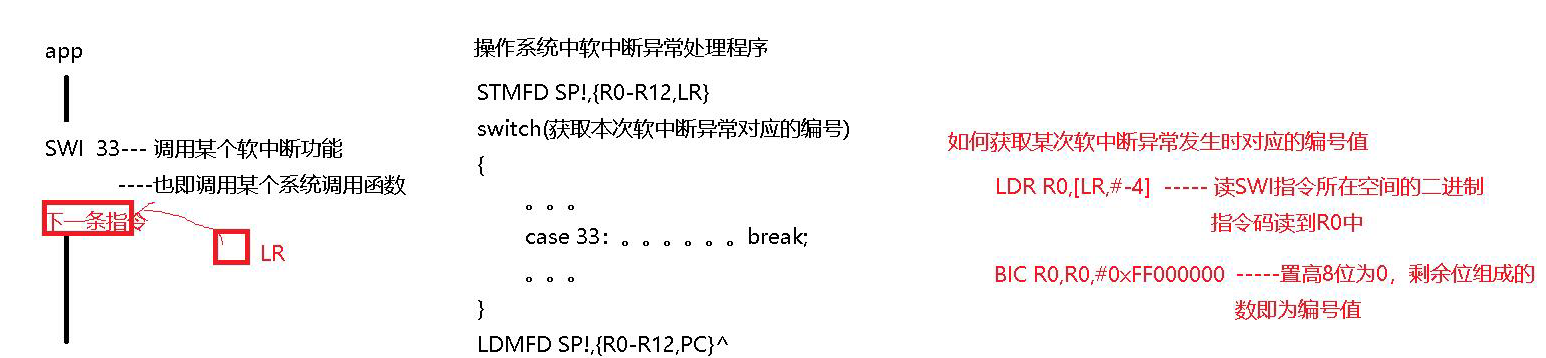 app
SWI 33--- 调用某个软中断功能
----也即调用某个系统调用函数
下一条指令
LR
操作系统中软中断异常处理程序
STMFD SP!,{R0-R12,LR}
switch(获取本次软中断异常对应的编号)
{
。。。
case 33：。。。。。。break;
。。。
}
LDMFD SP!,{R0-R12,PC}^
如何获取某次软中断异常发生时对应的编号值
LDR R0,[LR,#-4] ----- 读SWI指令所在空间的二进制
指令码读到R0中
BIC R0,R0,#0xFF000000 -----置高8位为0，剩余位组成的
数即为编号值